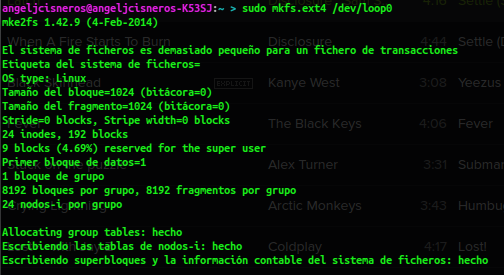 angeljcisneros@angeljcisneros-K53SJ:~ > sudo mkfs.ext4 /dev/loop0
mke2fs 1.42.9 (4-Feb-2014)
When A Fire Starts To Burn Disclosure 4:44 Settle (
El sistema de ficheros es demasiado pequeño para un fichero de transacciones
Etiqueta del sistema de ficheros=
OS type: Linux
EXPLICIT Kanye West 3:08 Yeezus
Tamaño del bloque=1024 (bitácora=0)
Tamaño del fragmento=1024 (bitácora=0)
Stride=0 blocks, Stripe width=0 blocks
The Black Keys 4:06 Fever
24 inodes, 192 blocks
9 blocks (4.69%) reserved for the super user
Primer bloque de datos=1
Alex Turner 3:31 Submar
1 bloque de grupo
8192 bloques por grupo, 8192 fragmentos por grupo
24 nodos-i por grupo
Arctic Monkeys 3:43 Humbu
Allocating group tables: hecho
Escribiendo las tablas de nodos-i: hecho
Coldplay 4:17 Lost!
Escribiendo superbloques y la información contable del sistema de ficheros: hecho